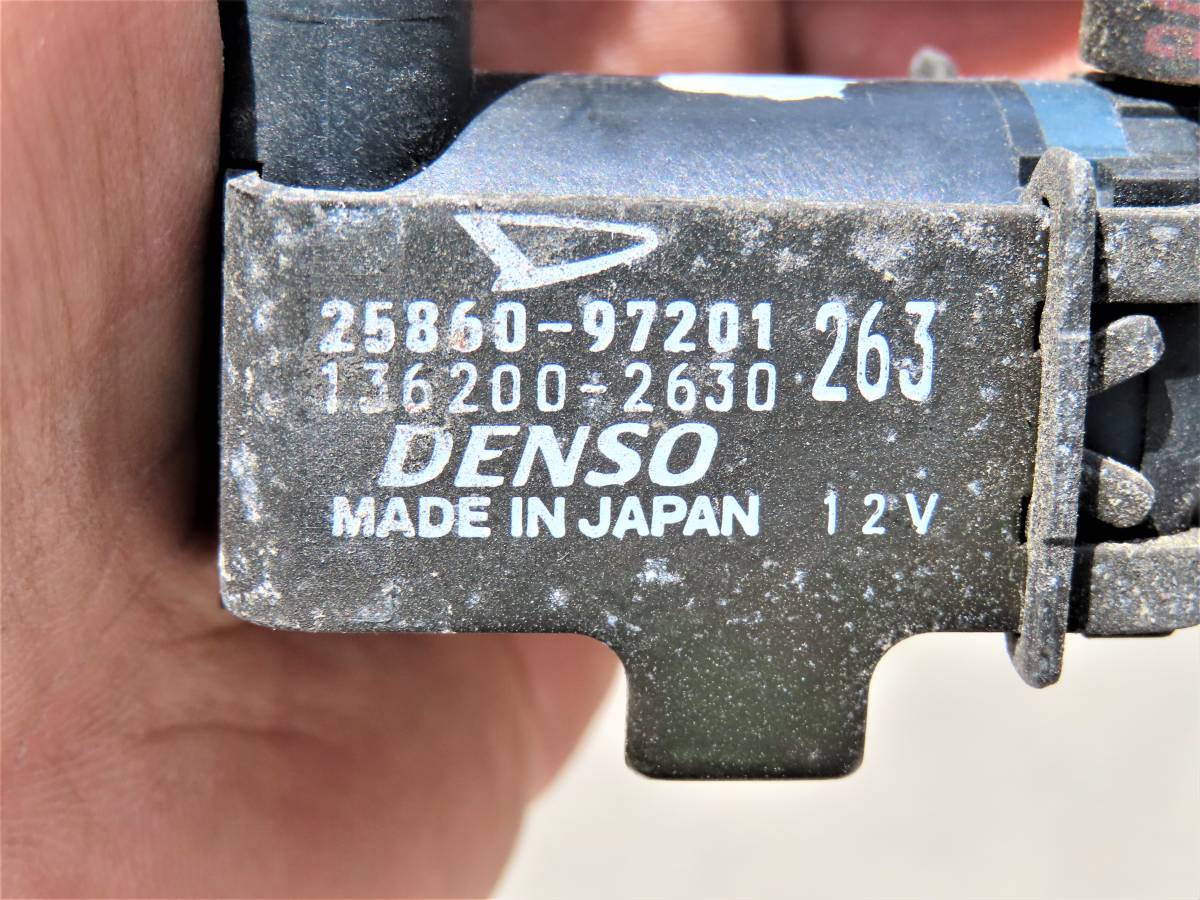 25860-97201 263
136200-2630
DENSO
MADE IN JAPAN 12V